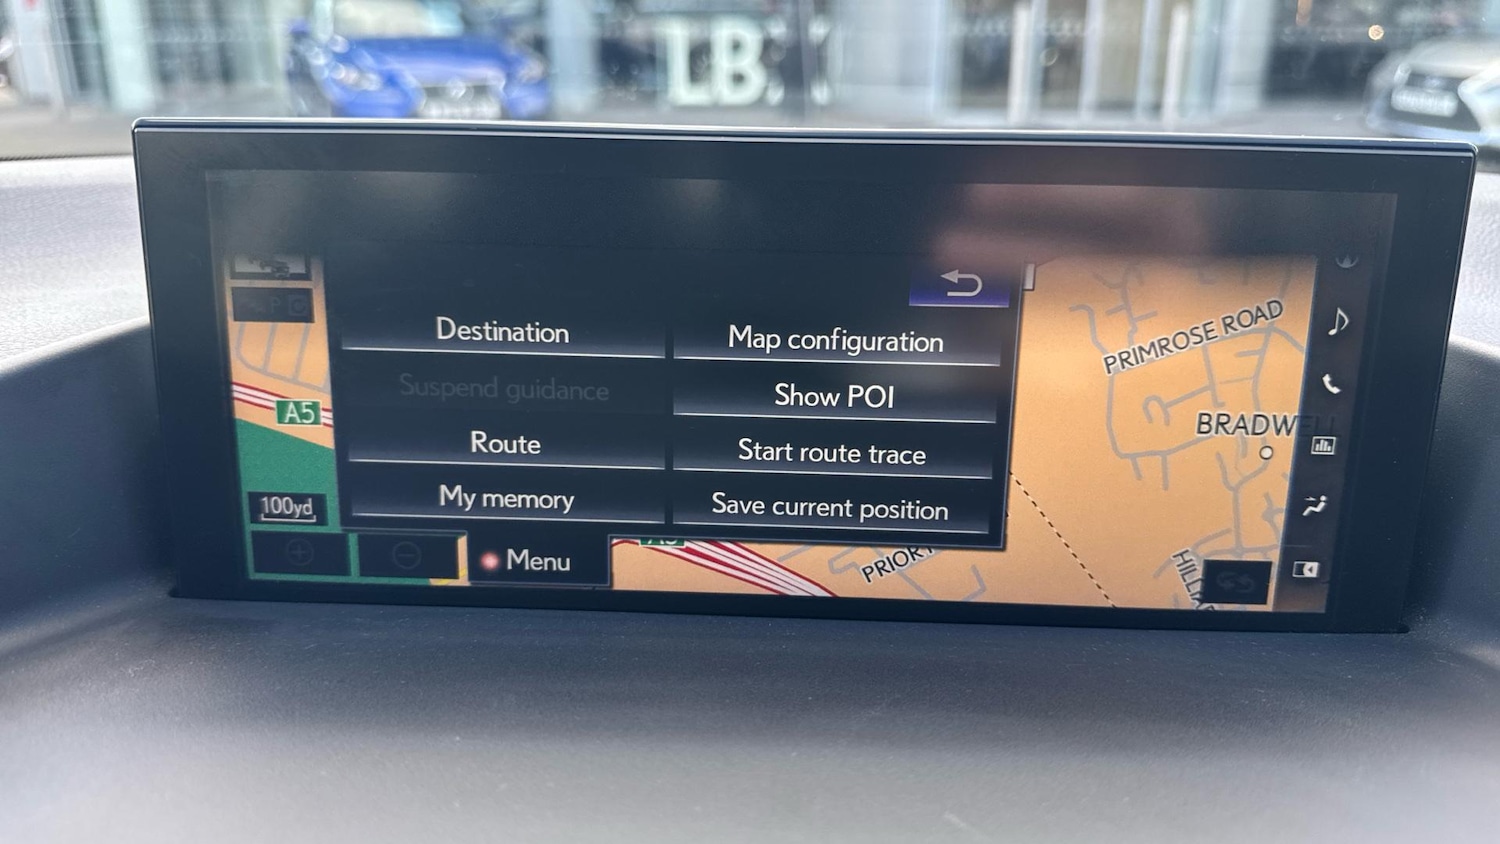 LB
Destination
Map configuration
Suspend guidance
Show POI
Route
Start route trace
My memory
Save current position
Menu
A5
100yd
PRIMROSE ROAD
BRADWELL
A5